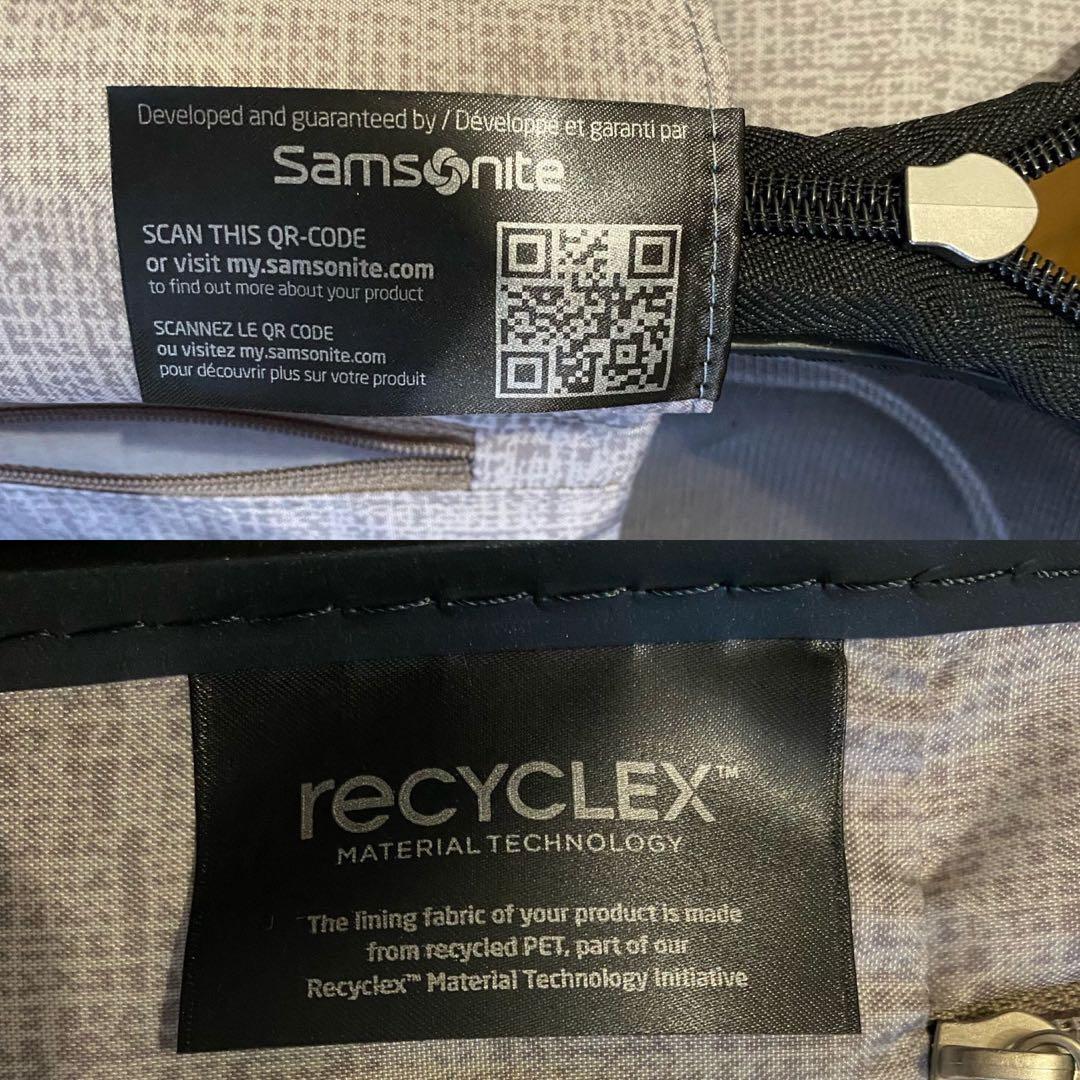 Developed and guaranteed by / Développé et garanti par
Samsonite
SCAN THIS QR-CODE
or visit my.samsonite.com
to find out more about your product
SCANNEZ LE QR CODE
ou visitez my.samsonite.com
pour découvrir plus sur votre produit
reCYCLEX™
MATERIAL TECHNOLOGY
The lining fabric of your product is made
from recycled PET, part of our
Recyclex™ Material Technology Initiative